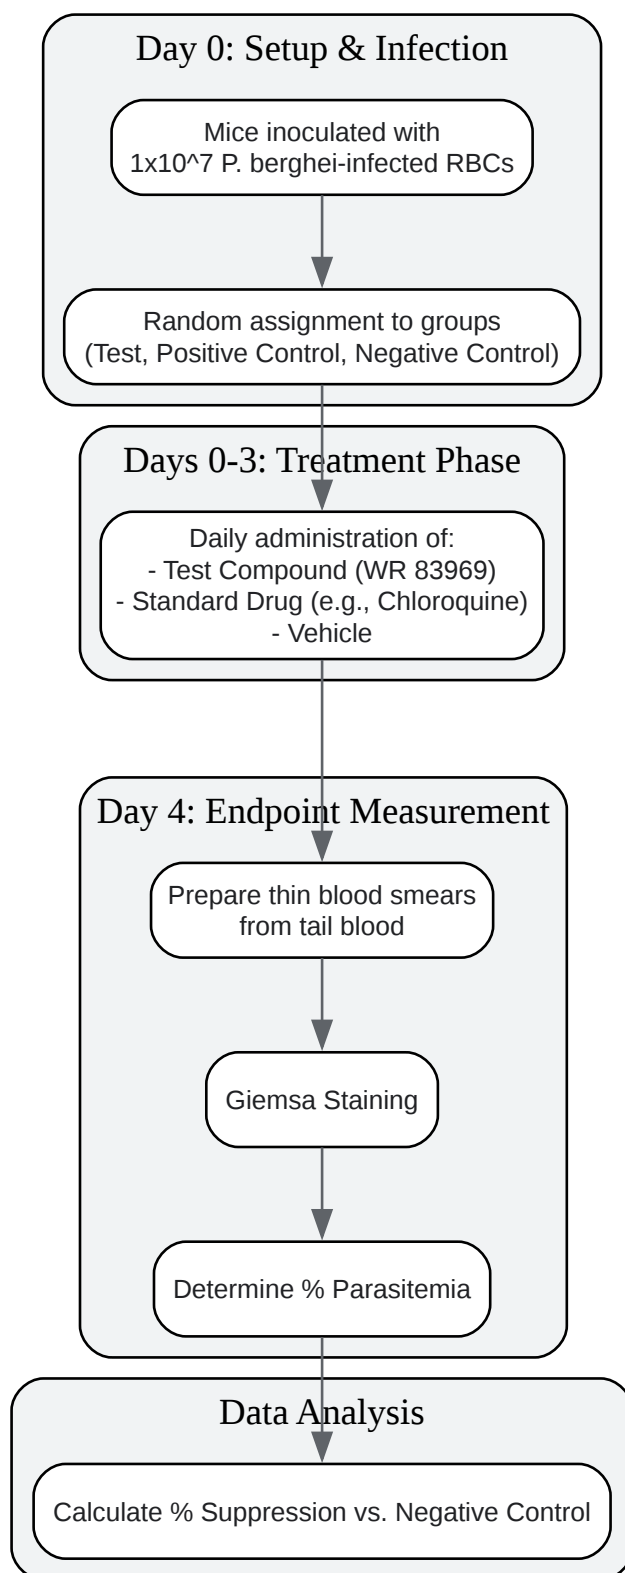 Day 0: Setup & Infection
Mice inoculated with
1x10^7 P. berghei-infected RBCs
Random assignment to groups
(Test, Positive Control, Negative Control)
Days 0-3: Treatment Phase
Daily administration of:
- Test Compound (WR 83969)
- Standard Drug (e.g., Chloroquine)
- Vehicle
Day 4: Endpoint Measurement
Prepare thin blood smears
from tail blood
Giemsa Staining
Determine % Parasitemia
Data Analysis
Calculate % Suppression vs. Negative Control